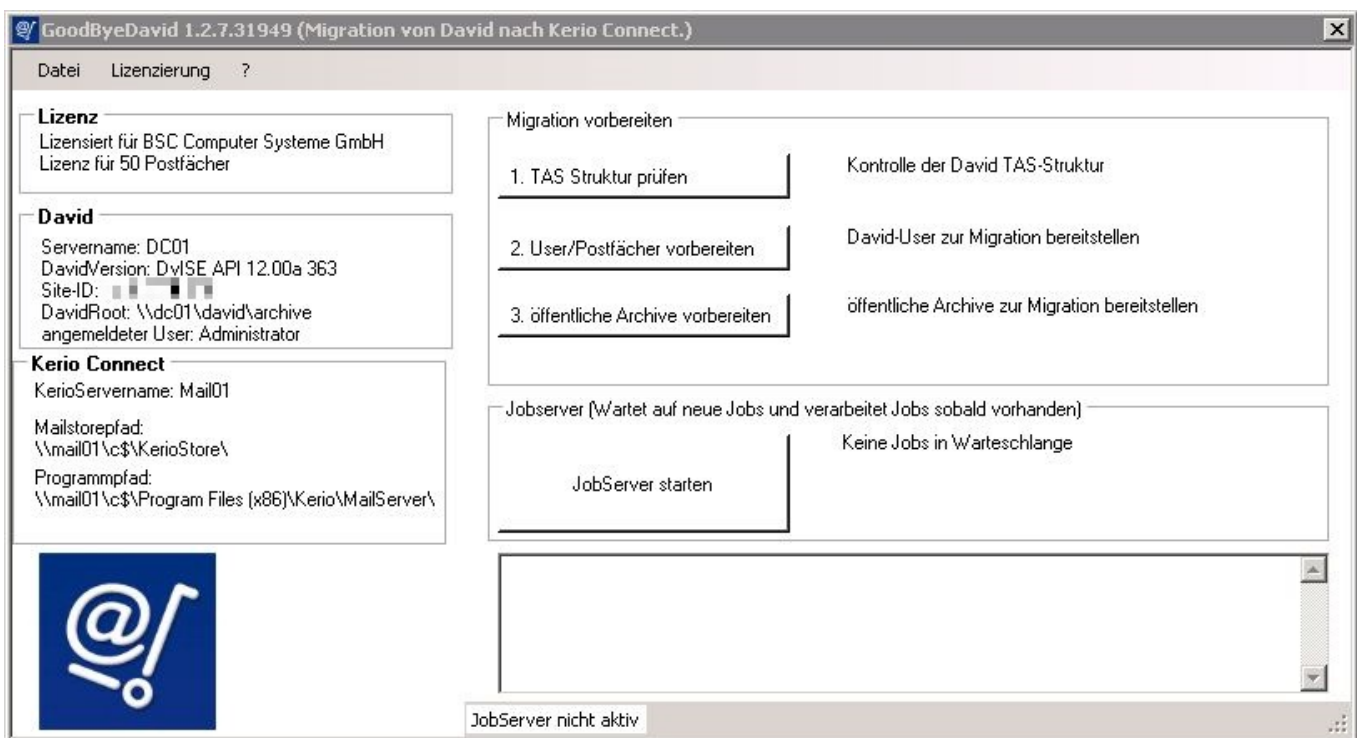 GoodByeDavid 1.2.7.31949 (Migration von David nach Kerio Connect.)
Datei Lizenzierung ?
Lizenz
Lizensiert für BSC Computer Systeme GmbH
Lizenz für 50 Postfächer
David
Servername: DC01
DavidVersion: DvISE API 12.00a 363
Site-ID:
DavidRoot: \\dc01\david\archive
angemeldeter User: Administrator
Kerio Connect
KerioServername: Mail01
Mailstorepfad:
\\mail01\c$\KerioStore\
Programmpfad:
\\mail01\c$\Program Files (x86)\Kerio\MailServer\
Migration vorbereiten
1. TAS Struktur prüfen
Kontrolle der David TAS-Struktur
2. User/Postfächer vorbereiten
David-User zur Migration bereitstellen
3. öffentliche Archive vorbereiten
öffentliche Archive zur Migration bereitstellen
Jobserver (Wartet auf neue Jobs und verarbeitet Jobs sobald vorhanden)
JobServer starten
Keine Jobs in Warteschlange
JobServer nicht aktiv